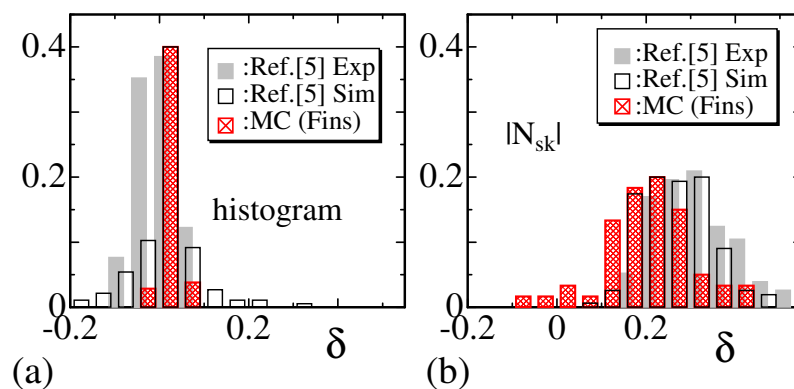 0.4
0.2
0
:Ref.[5] Exp
:Ref.[5] Sim
:MC (Fins)
histogram
-0.2
0.2
δ
(a)
0.4
0.2
0
:Ref.[5] Exp
:Ref.[5] Sim
:MC (Fins)
|N_sk|
-0.2
0
0.2
δ
(b)